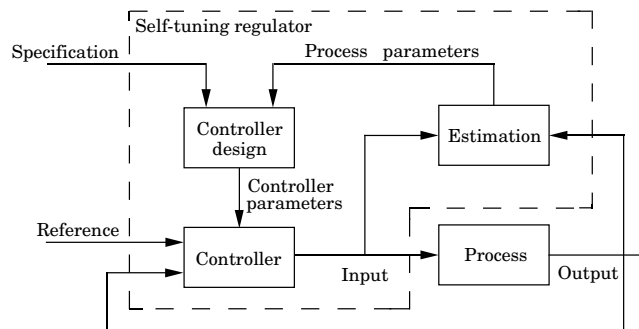 Self-tuning regulator
Specification
Process parameters
Controller
design
Estimation
Controller
parameters
Reference
Controller
Process
Input
Output